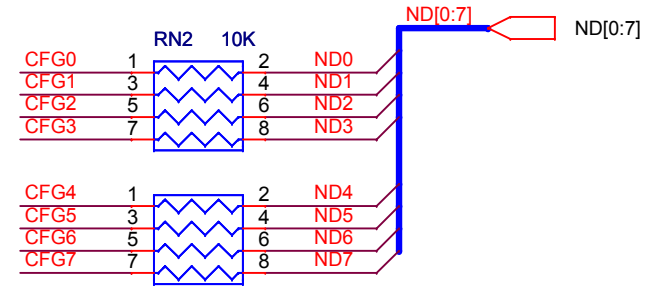 ND[0:7]
ND[0:7]
RN2 10K
CFG0 1 2 ND0
CFG1 3 4 ND1
CFG2 5 6 ND2
CFG3 7 8 ND3
CFG4 1 2 ND4
CFG5 3 4 ND5
CFG6 5 6 ND6
CFG7 7 8 ND7